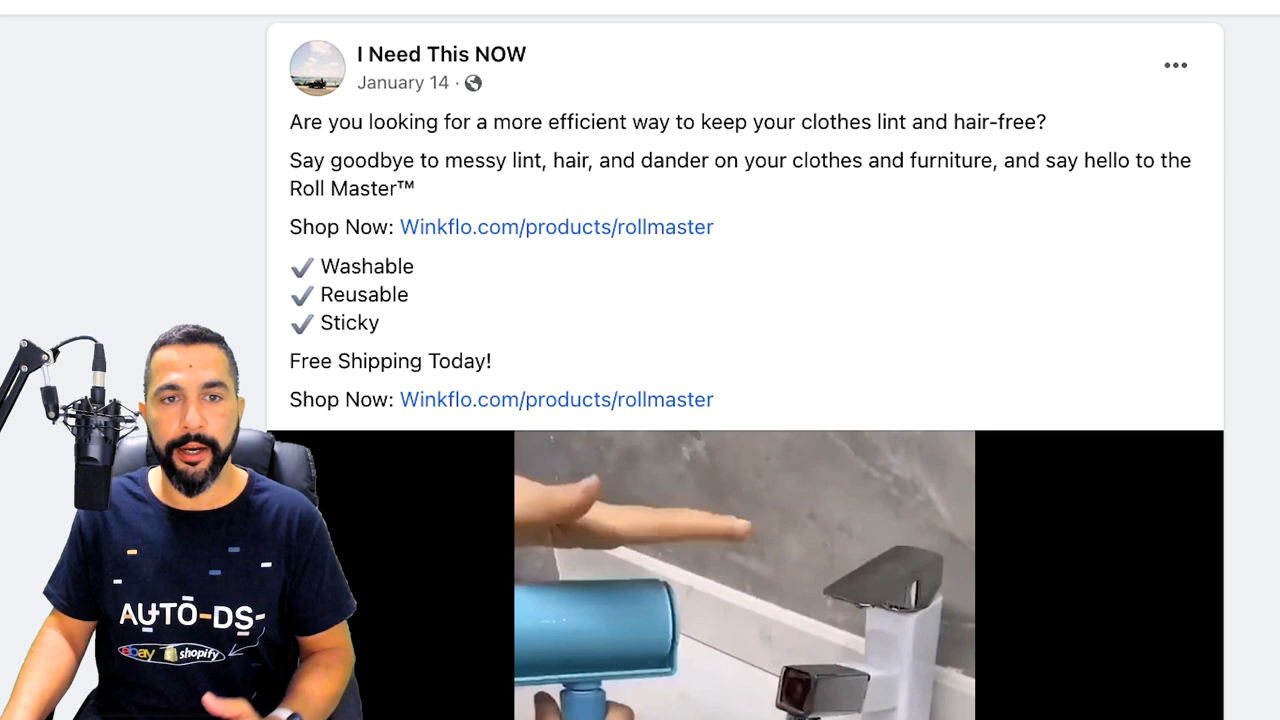 I Need This NOW
January 14 ·
Are you looking for a more efficient way to keep your clothes lint and hair-free?
Say goodbye to messy lint, hair, and dander on your clothes and furniture, and say hello to the
Roll Master™
Shop Now: Winkflo.com/products/rollmaster
✔ Washable
✔ Reusable
✔ Sticky
Free Shipping Today!
Shop Now: Winkflo.com/products/rollmaster
AUTO-DS-
ebay shopify